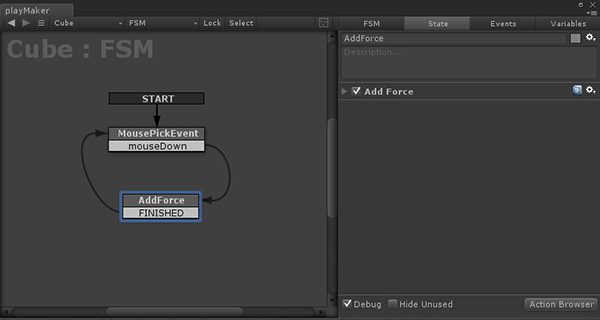 playMaker
Cube FSM Lock Select
FSM State Events Variables
Cube : FSM
AddForce
Description...
Add Force
START
MousePickEvent
mouseDown
AddForce
FINISHED
Debug Hide Unused Action Browser